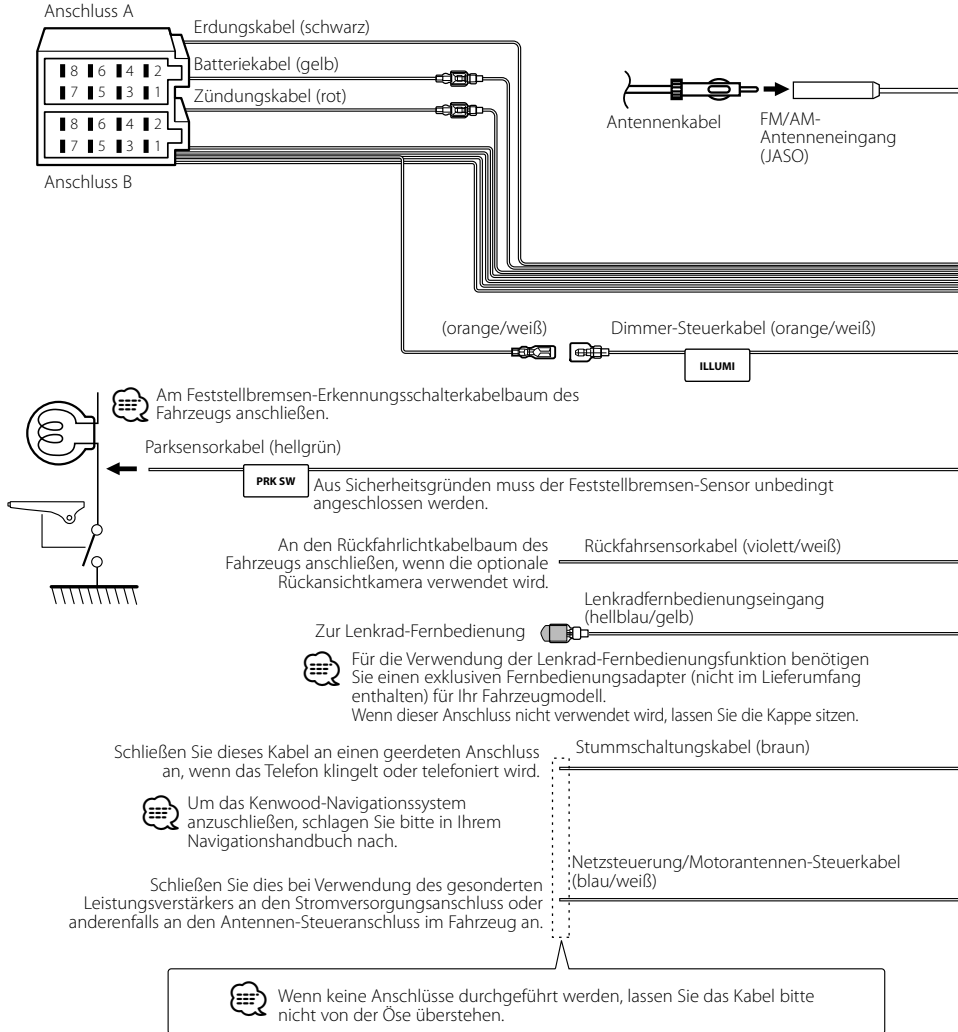 Anschluss A
Erdungskabel (schwarz)
Batteriekabel (gelb)
Zündungskabel (rot)
8 6 4 2
7 5 3 1
8 6 4 2
7 5 3 1
Anschluss B
Antennenkabel
FM/AM-
Antenneneingang
(JASO)
(orange/weiß)
Dimmer-Steuerkabel (orange/weiß)
ILLUMI
Am Feststellbremsen-Erkennungsschalterkabelbaum des
Fahrzeugs anschließen.
Parksensorkabel (hellgrün)
PRK SW
Aus Sicherheitsgründen muss der Feststellbremsen-Sensor unbedingt
angeschlossen werden.
An den Rückfahrlichtkabelbaum des
Fahrzeugs anschließen, wenn die optionale
Rückansichtkamera verwendet wird.
Rückfahrsensorkabel (violett/weiß)
Lenkradfernbedienungseingang
(hellblau/gelb)
Zur Lenkrad-Fernbedienung
Für die Verwendung der Lenkrad-Fernbedienungsfunktion benötigen
Sie einen exklusiven Fernbedienungsadapter (nicht im Lieferumfang
enthalten) für Ihr Fahrzeugmodell.
Wenn dieser Anschluss nicht verwendet wird, lassen Sie die Kappe sitzen.
Schließen Sie dieses Kabel an einen geerdeten Anschluss
an, wenn das Telefon klingelt oder telefoniert wird.
Stummschaltungskabel (braun)
Um das Kenwood-Navigationssystem
anzuschließen, schlagen Sie bitte in Ihrem
Navigationshandbuch nach.
Netzsteuerung/Motorantennen-Steuerkabel
(blau/weiß)
Schließen Sie dies bei Verwendung des gesonderten
Leistungsverstärkers an den Stromversorgungsanschluss oder
anderenfalls an den Antennen-Steueranschluss im Fahrzeug an.
Wenn keine Anschlüsse durchgeführt werden, lassen Sie das Kabel bitte
nicht von der Öse überstehen.